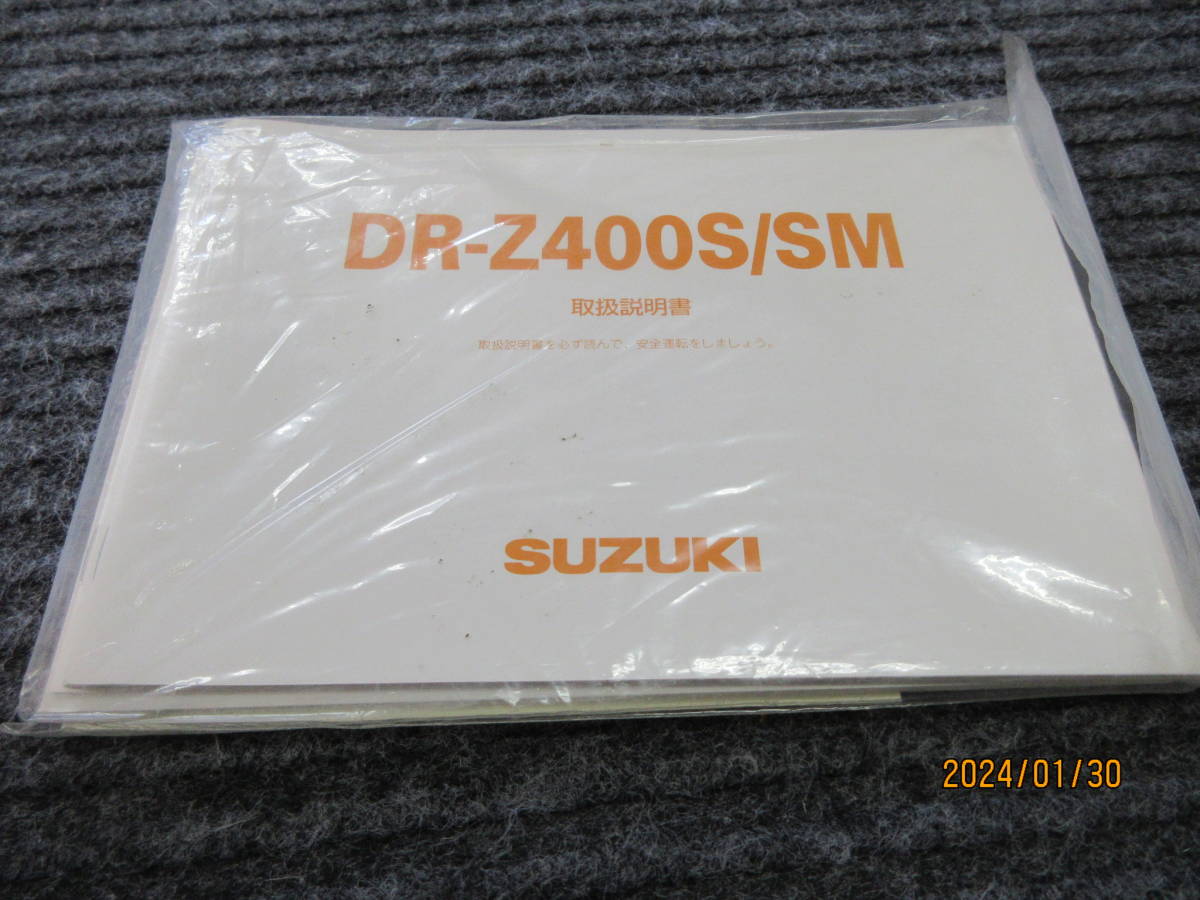 DR-Z400S/SM
取扱説明書
取扱説明書を必ず読んで、安全運転をしましょう。
SUZUKI
2024/01/30